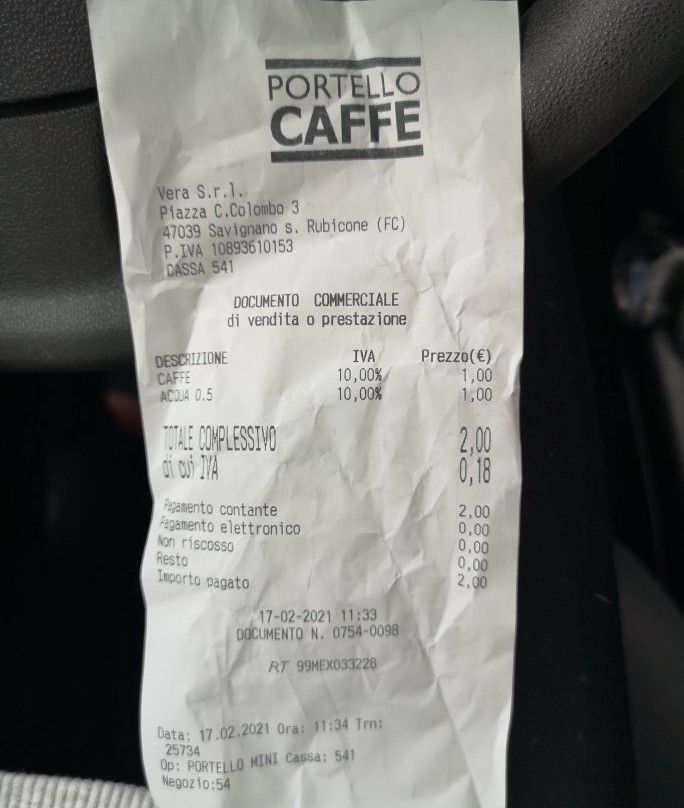 PORTELLO
CAFFE
Vera S.r.l.
Piazza C.Colombo 3
47039 Savignano s. Rubicone (FC)
P.IVA 10893610153
CASSA 541
DOCUMENTO COMMERCIALE
di vendita o prestazione
DESCRIZIONE IVA Prezzo(€)
CAFFE 10,00% 1,00
ACQUA 0.5 10,00% 1,00
TOTALE COMPLESSIVO 2,00
di cui IVA 0,18
Pagamento contante 2,00
Pagamento elettronico 0,00
Non riscosso 0,00
Resto 0,00
Importo pagato 2,00
17-02-2021 11:33
DOCUMENTO N. 0754-0098
RT 99MEX033228
Data: 17.02.2021 Ora: 11:34 Trn:
25734
Op: PORTELLO MINI Cassa: 541
Negozio:54